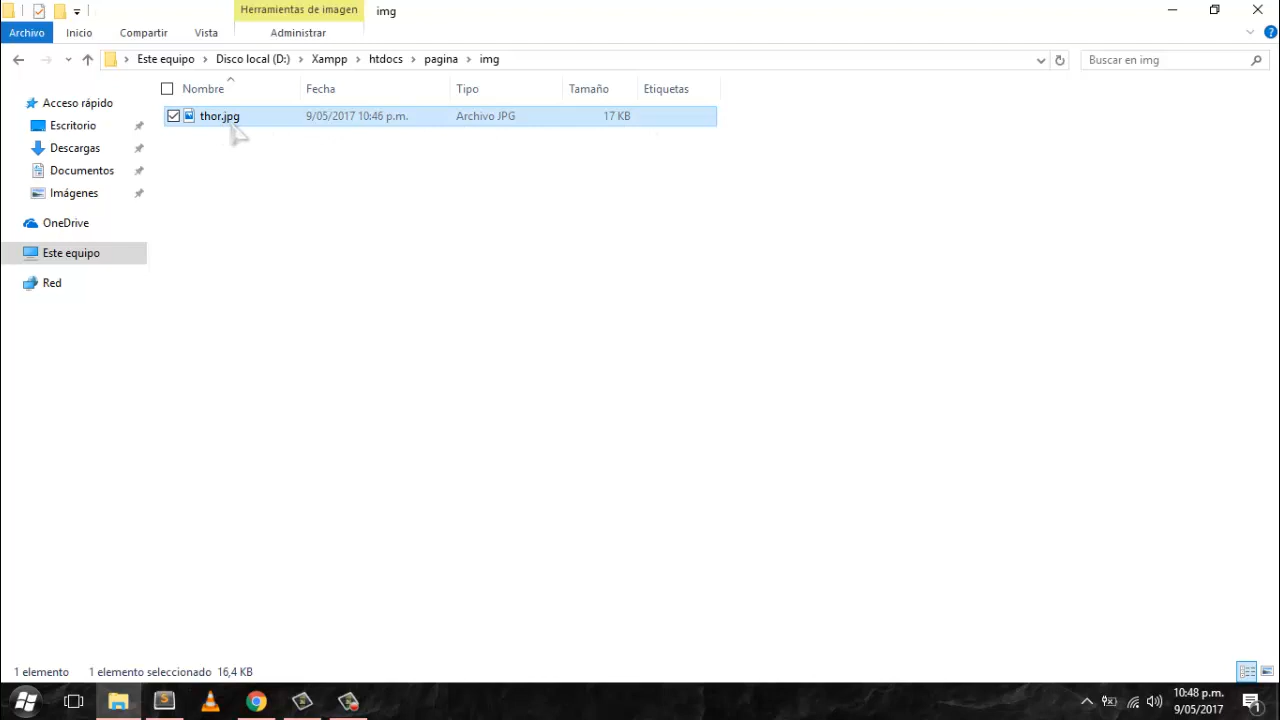 Herramientas de imagen
img
Archivo
Inicio
Compartir
Vista
Administrar
Este equipo
Disco local (D:)
Xampp
htdocs
pagina
img
Buscar en img
Nombre
Fecha
Tipo
Tamaño
Etiquetas
thor.jpg
9/05/2017 10:46 p.m.
Archivo JPG
17 KB
Acceso rápido
Escritorio
Descargas
Documentos
Imágenes
OneDrive
Este equipo
Red
1 elemento
1 elemento seleccionado 16,4 KB
10:48 p.m.
9/05/2017
1